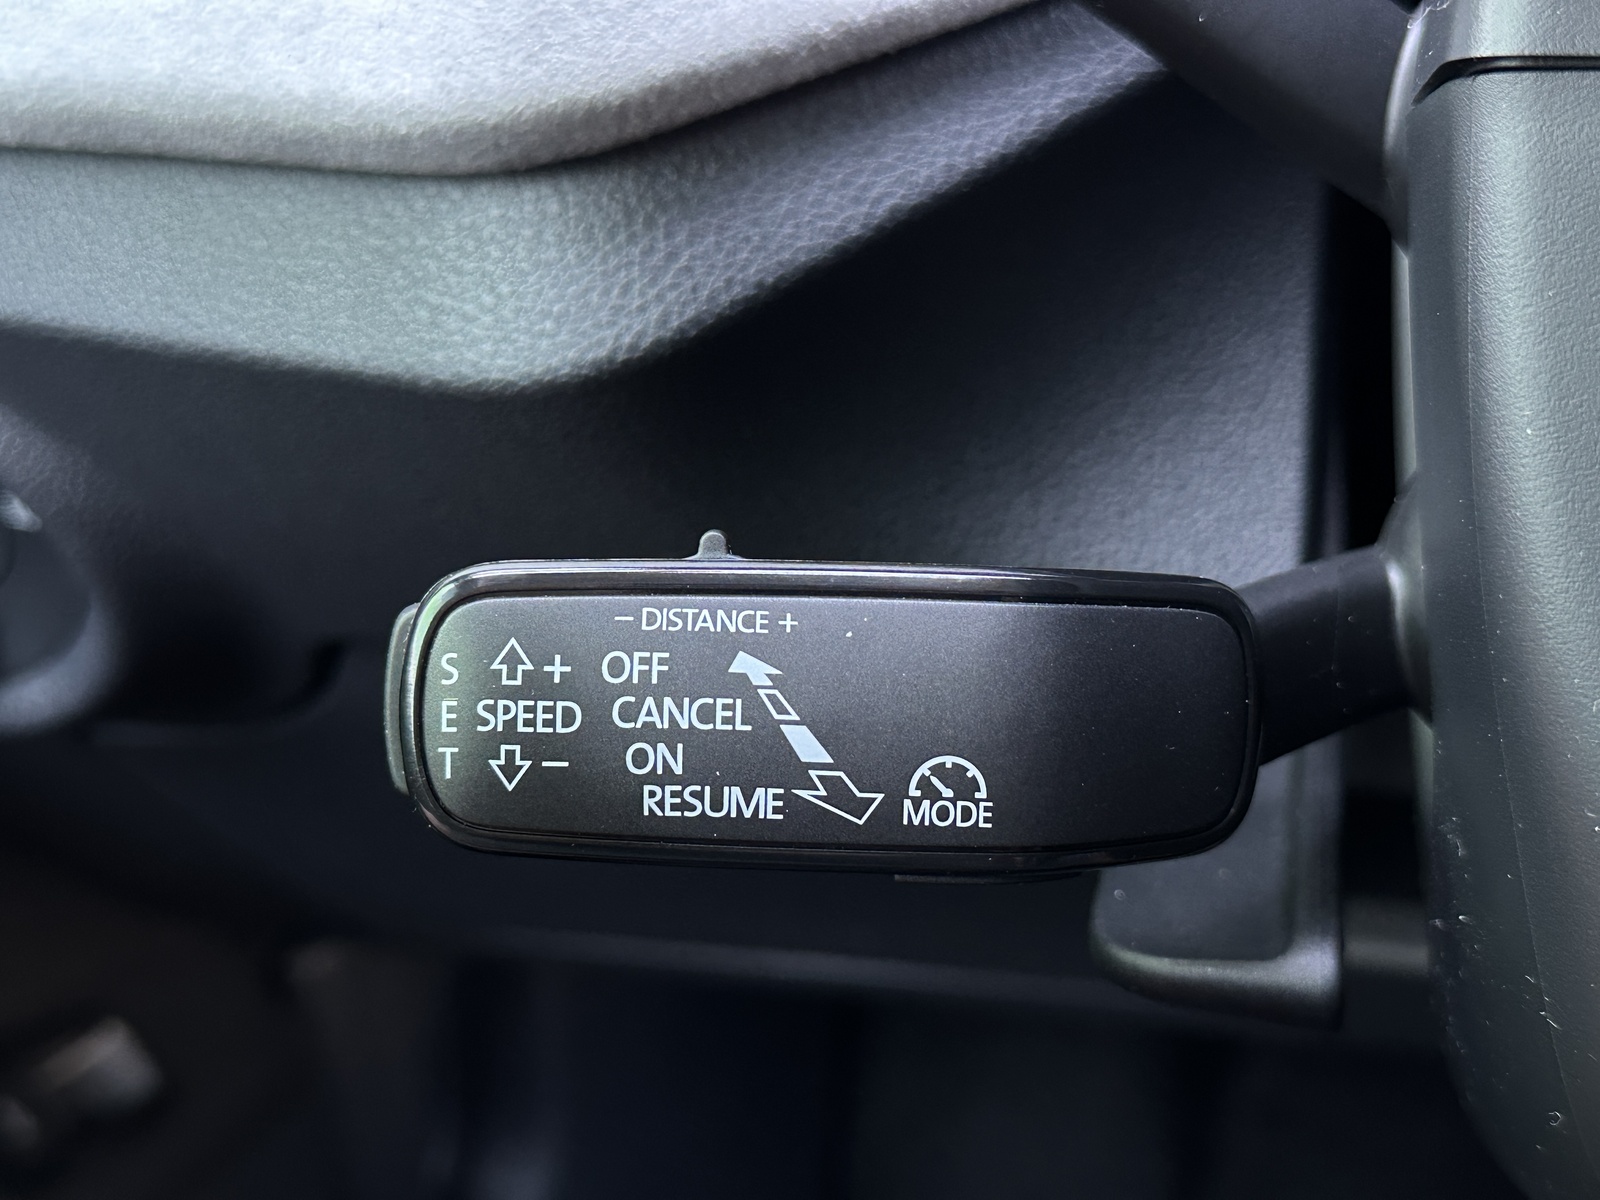 − DISTANCE +
S + OFF
E SPEED CANCEL
T − ON
RESUME
MODE